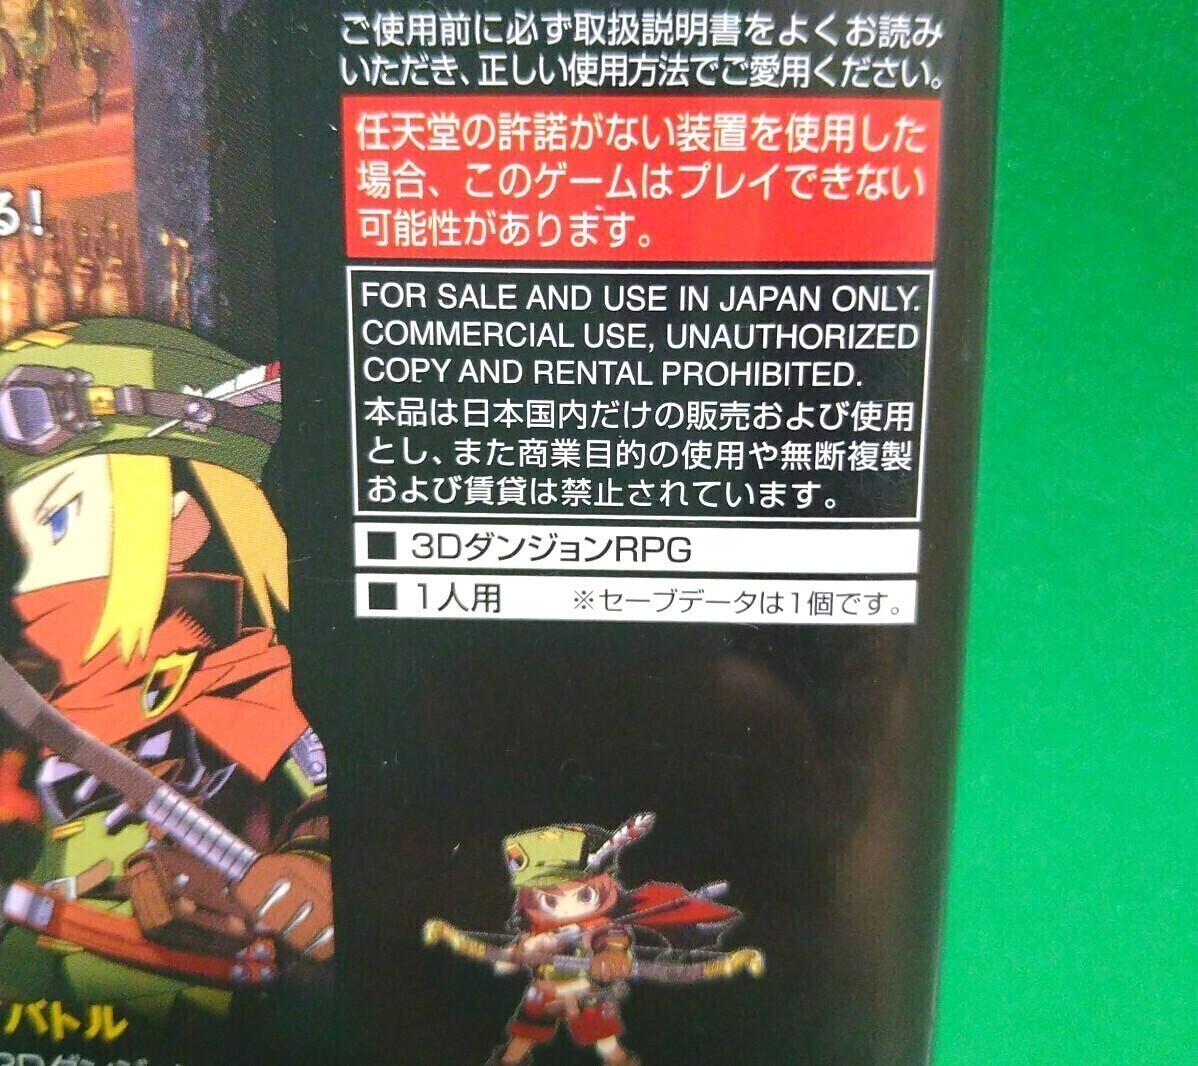 ご使用前に必ず取扱説明書をよくお読み
いただき、正しい使用方法でご愛用ください。
任天堂の許諾がない装置を使用した
場合、このゲームはプレイできない
可能性があります。
る!
FOR SALE AND USE IN JAPAN ONLY.
COMMERCIAL USE, UNAUTHORIZED
COPY AND RENTAL PROHIBITED.
本品は日本国内だけの販売および使用
とし、また商業目的の使用や無断複製
および賃貸は禁止されています。
■ 3DダンジョンRPG
■ 1人用 ※セーブデータは1個です。
バトル